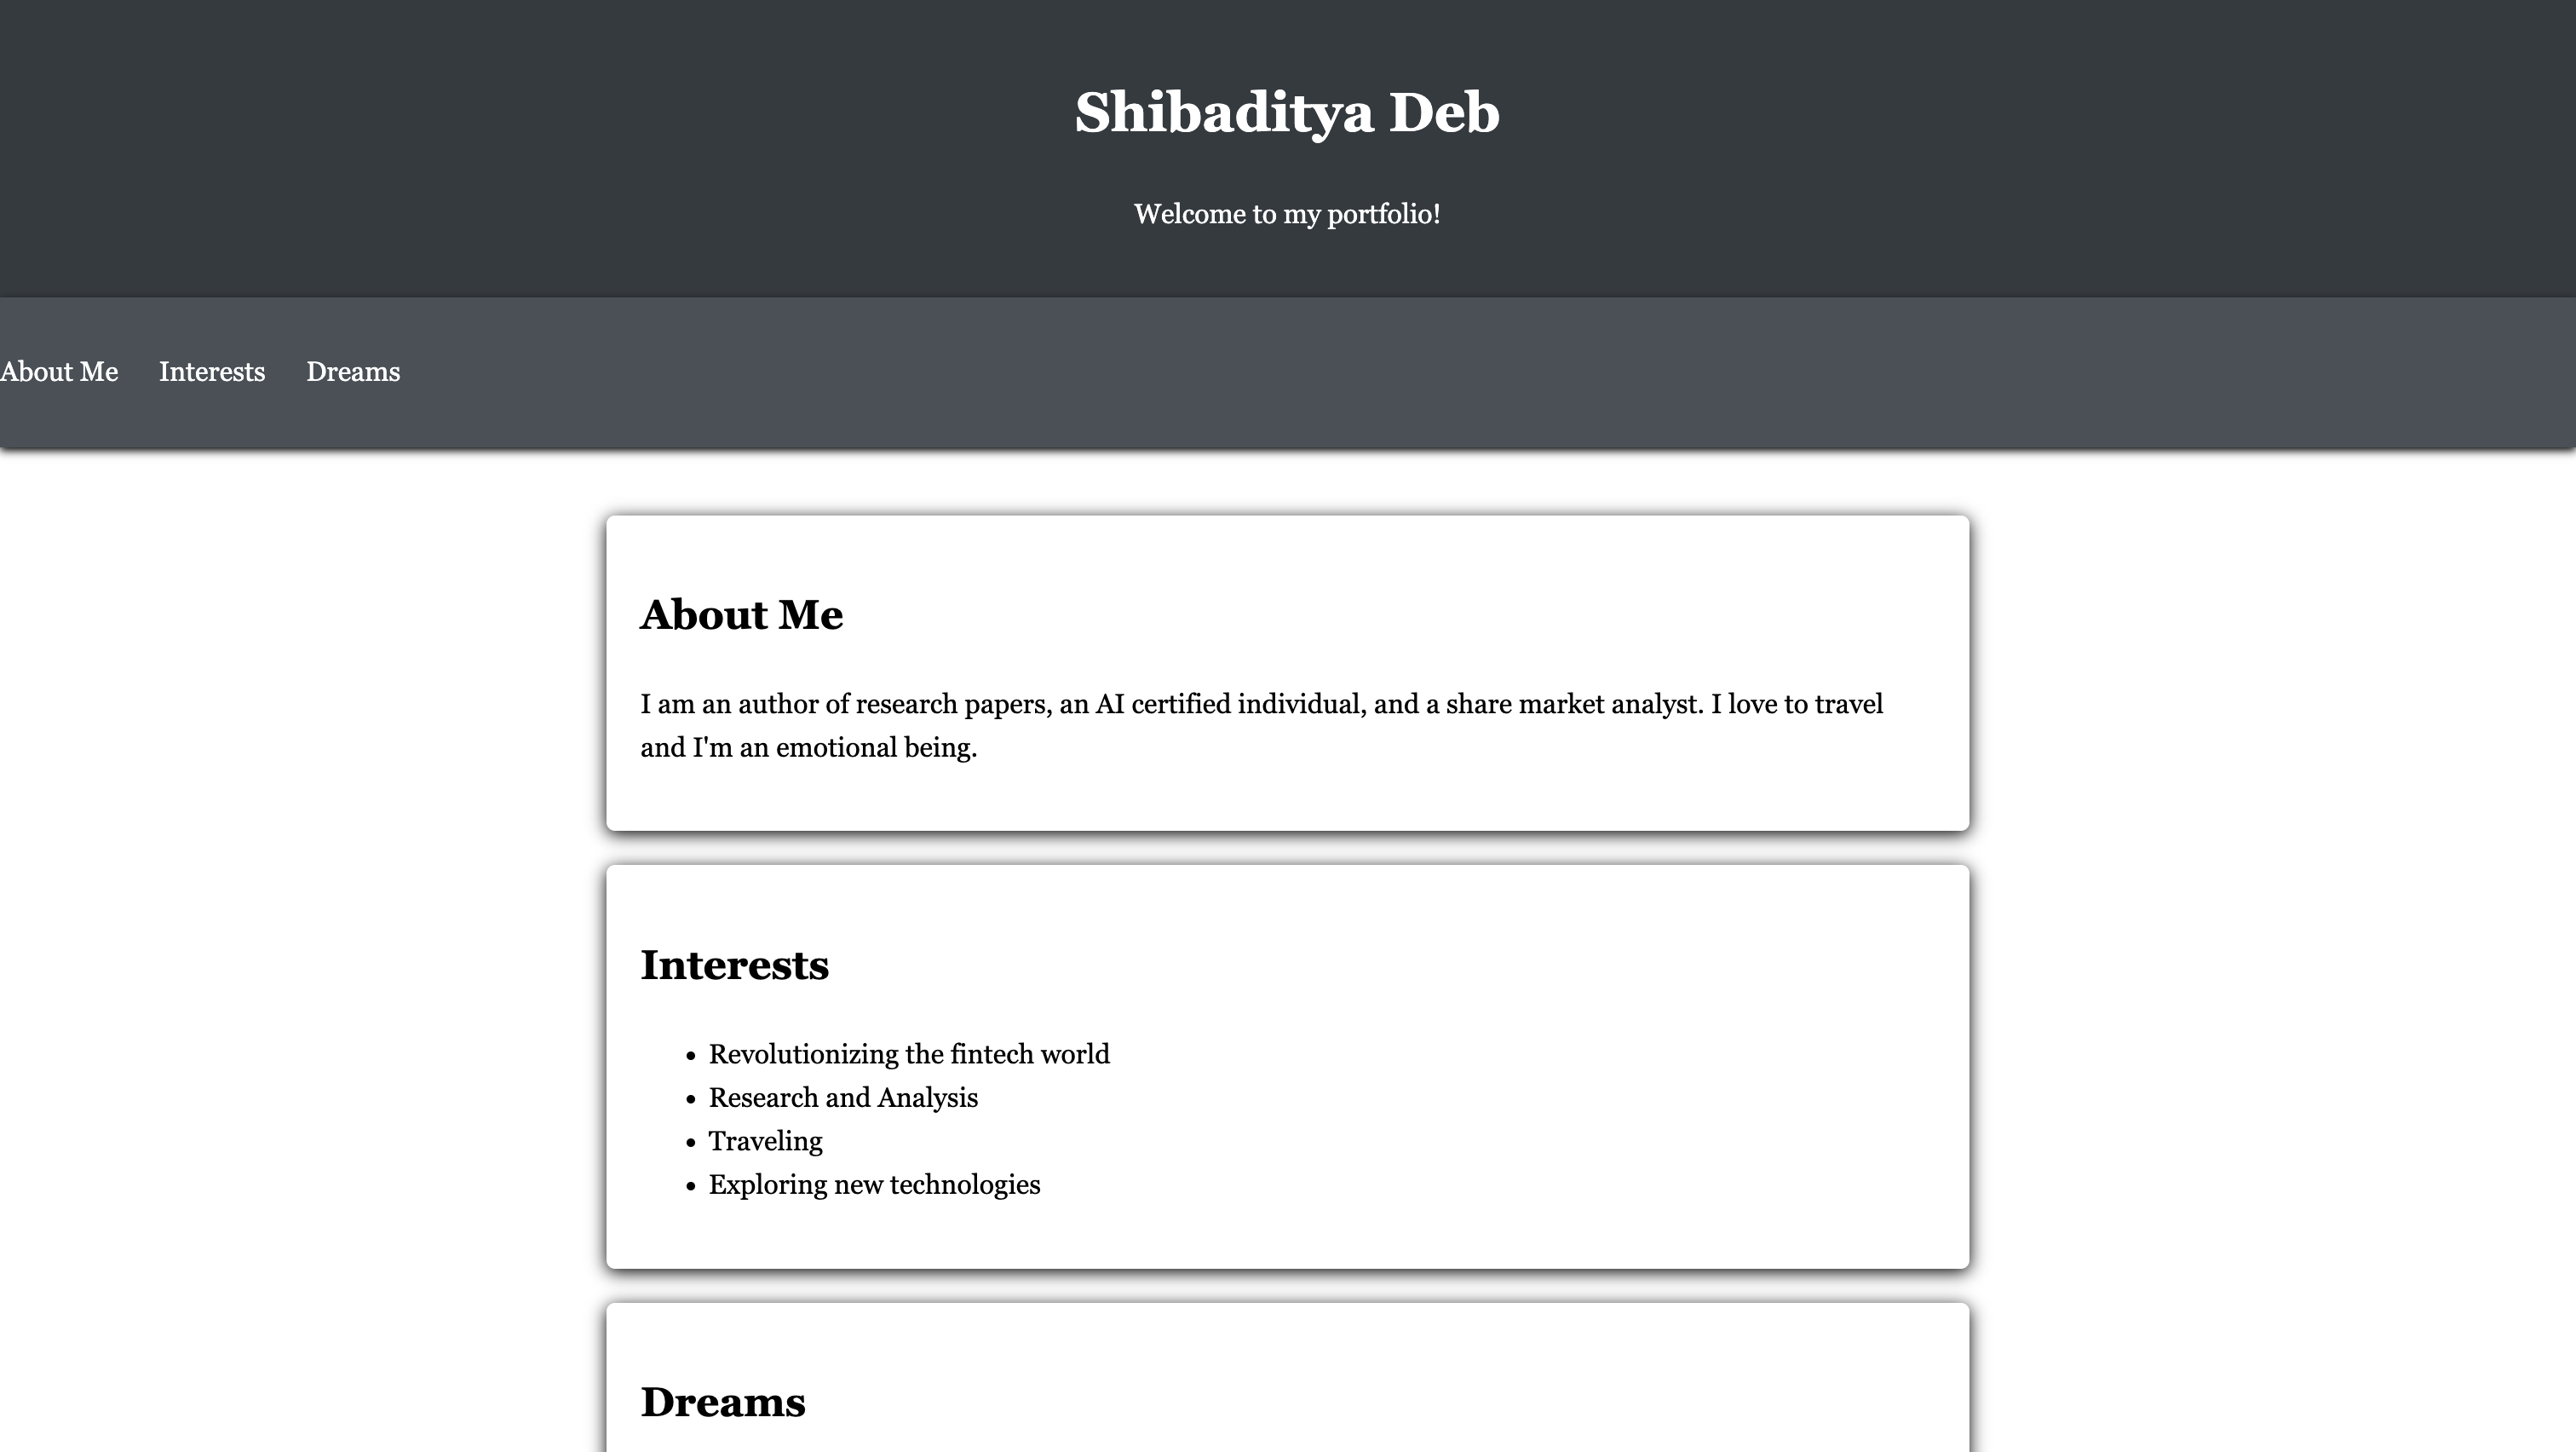 Shibaditya Deb
Welcome to my portfolio!
About Me Interests Dreams
About Me
I am an author of research papers, an AI certified individual, and a share market analyst. I love to travel
and I'm an emotional being.
Interests
• Revolutionizing the fintech world
• Research and Analysis
• Traveling
• Exploring new technologies
Dreams